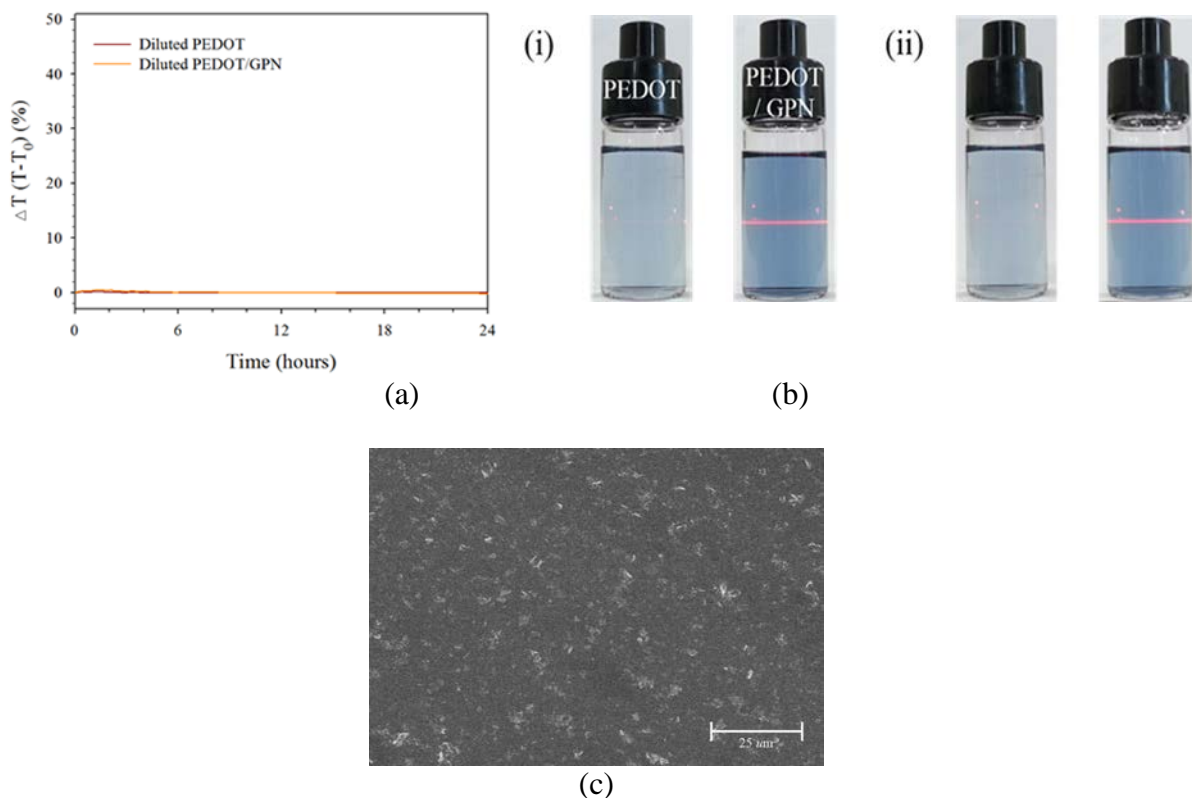 50
40
30
20
10
0
△T (T-T₀) (%)
Diluted PEDOT
Diluted PEDOT/GPN
0 6 12 18 24
Time (hours)
(a)
(i)
PEDOT
PEDOT
/ GPN
(ii)
(b)
25 um
(c)